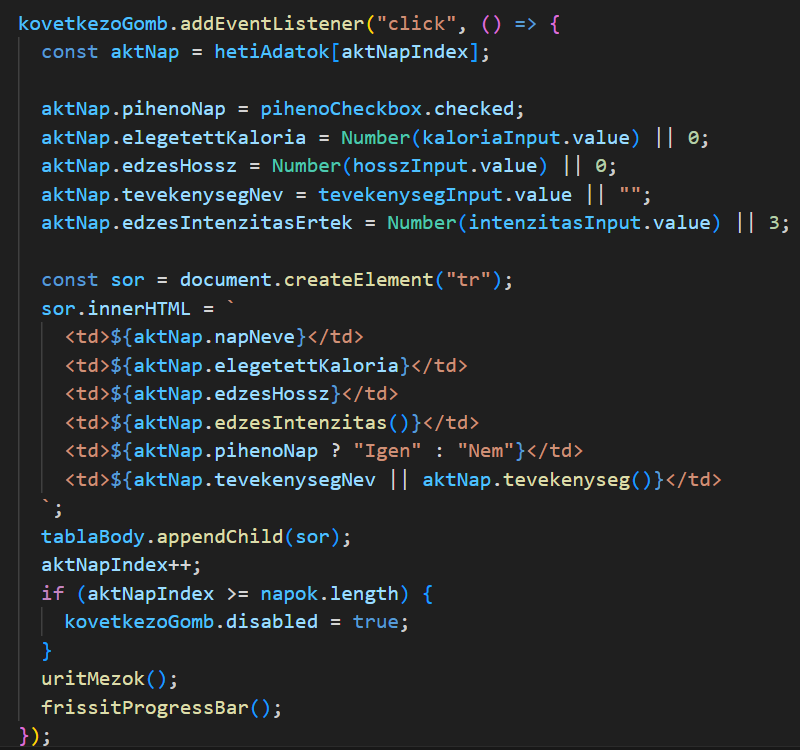 kovetkezoGomb.addEventListener("click", () => {
  const aktNap = hetiAdatok[aktNapIndex];

  aktNap.pihenoNap = pihenoCheckbox.checked;
  aktNap.elegetettKaloria = Number(kaloriaInput.value) || 0;
  aktNap.edzesHossz = Number(hosszInput.value) || 0;
  aktNap.tevekenysegNev = tevekenysegInput.value || "";
  aktNap.edzesIntenzitasErtek = Number(intenzitasInput.value) || 3;

  const sor = document.createElement("tr");
  sor.innerHTML = `
    <td>${aktNap.napNeve}</td>
    <td>${aktNap.elegetettKaloria}</td>
    <td>${aktNap.edzesHossz}</td>
    <td>${aktNap.edzesIntenzitas()}</td>
    <td>${aktNap.pihenoNap ? "Igen" : "Nem"}</td>
    <td>${aktNap.tevekenysegNev || aktNap.tevekenyseg()}</td>
  `;
  tablaBody.appendChild(sor);
  aktNapIndex++;
  if (aktNapIndex >= napok.length) {
    kovetkezoGomb.disabled = true;
  }
  uritMezok();
  frissitProgressBar();
});